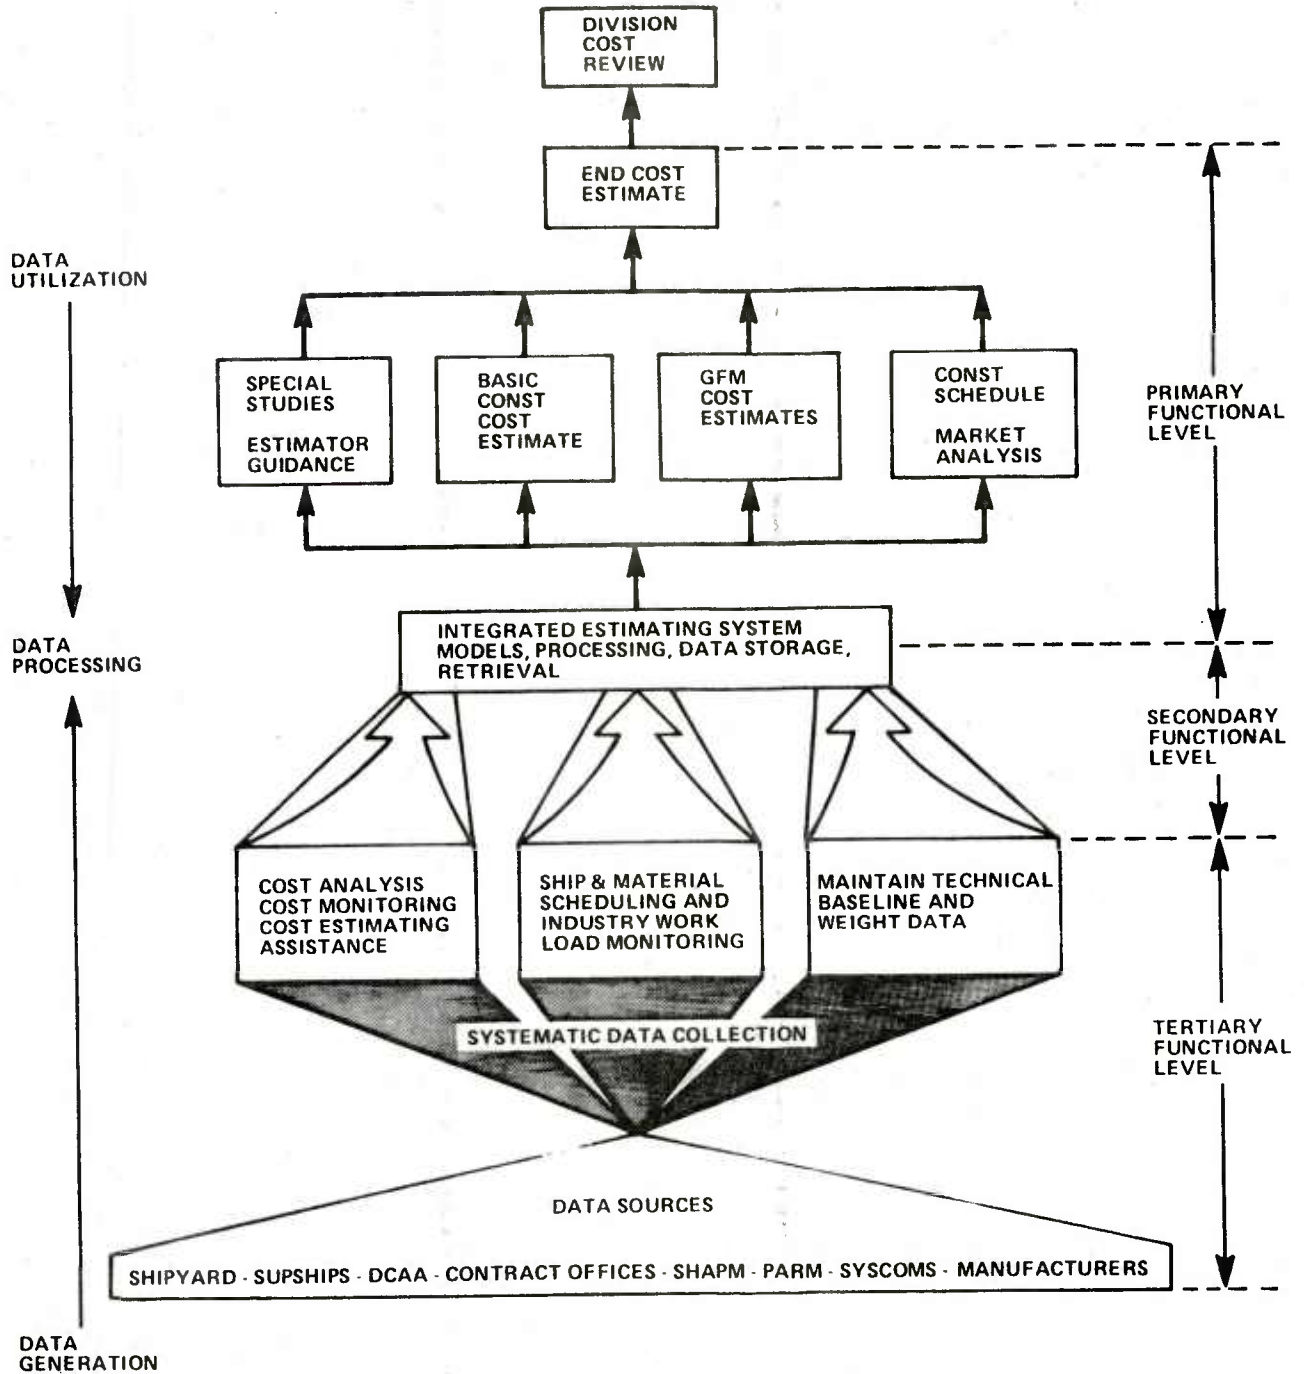 DIVISION
COST
REVIEW
END COST
ESTIMATE
DATA
UTILIZATION
SPECIAL
STUDIES
ESTIMATOR
GUIDANCE
BASIC
CONST
COST
ESTIMATE
GFM
COST
ESTIMATES
CONST
SCHEDULE
MARKET
ANALYSIS
PRIMARY
FUNCTIONAL
LEVEL
DATA
PROCESSING
INTEGRATED ESTIMATING SYSTEM
MODELS, PROCESSING, DATA STORAGE,
RETRIEVAL
SECONDARY
FUNCTIONAL
LEVEL
COST ANALYSIS
COST MONITORING
COST ESTIMATING
ASSISTANCE
SHIP & MATERIAL
SCHEDULING AND
INDUSTRY WORK
LOAD MONITORING
MAINTAIN TECHNICAL
BASELINE AND
WEIGHT DATA
SYSTEMATIC DATA COLLECTION
TERTIARY
FUNCTIONAL
LEVEL
DATA SOURCES
SHIPYARD - SUPSHIPS - DCAA - CONTRACT OFFICES - SHAPM - PARM - SYSCOMS - MANUFACTURERS
DATA
GENERATION